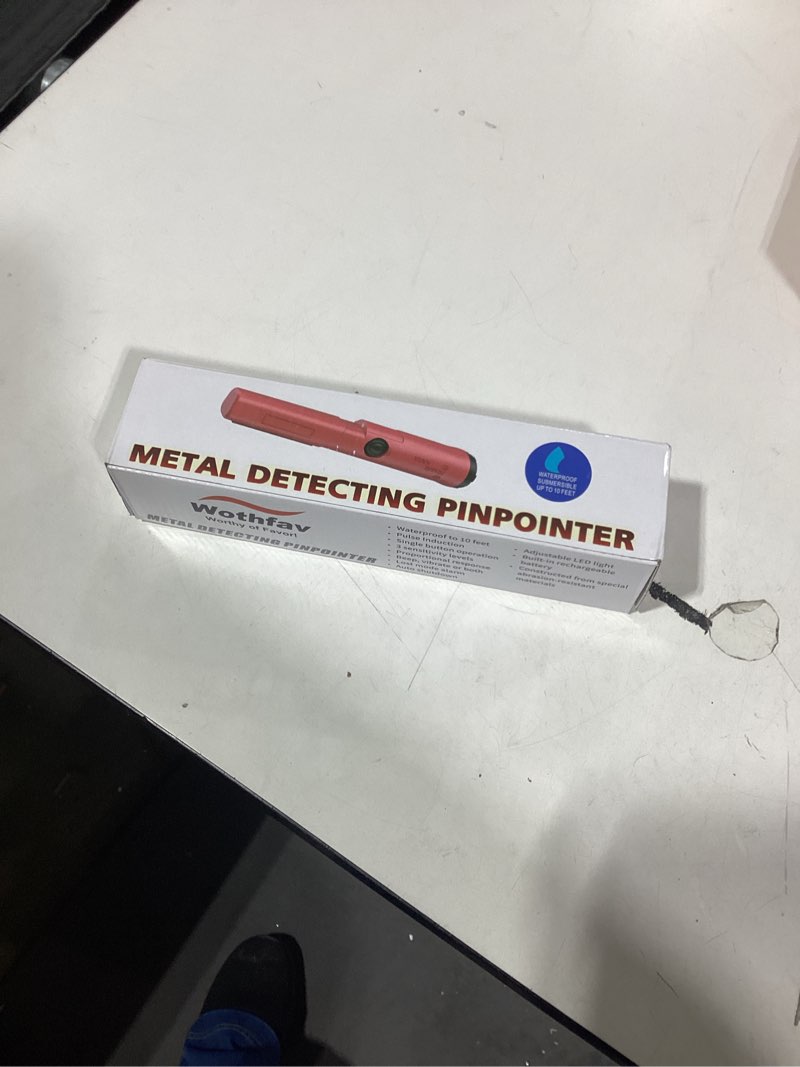 METAL DETECTING PINPOINTER
WATERPROOF
SUBMERSIBLE
UP TO 10 FEET
Wothfav
Worthy of Favor!
METAL DETECTING PINPOINTER
• Waterproof to 10 feet
• Pulse Induction
• Single button operation
• 3 sensitivity levels
• Proportional response
• Beep, vibrate or both
• Lost mode alarm
• Auto shutdown
• Adjustable LED light
• Built-in rechargeable
battery
• Constructed from special
abrasion-resistant
materials